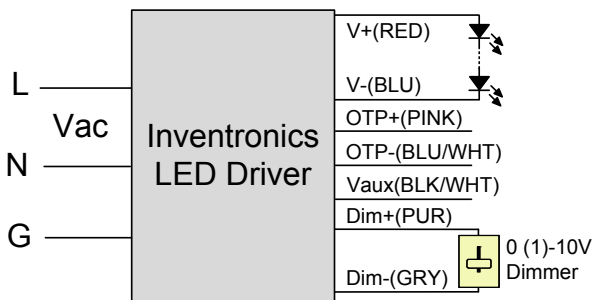 L
Vac
N
G
Inventronics
LED Driver
V+(RED)
V-(BLU)
OTP+(PINK)
OTP-(BLU/WHT)
Vaux(BLK/WHT)
Dim+(PUR)
Dim-(GRY)
0 (1)-10V
Dimmer